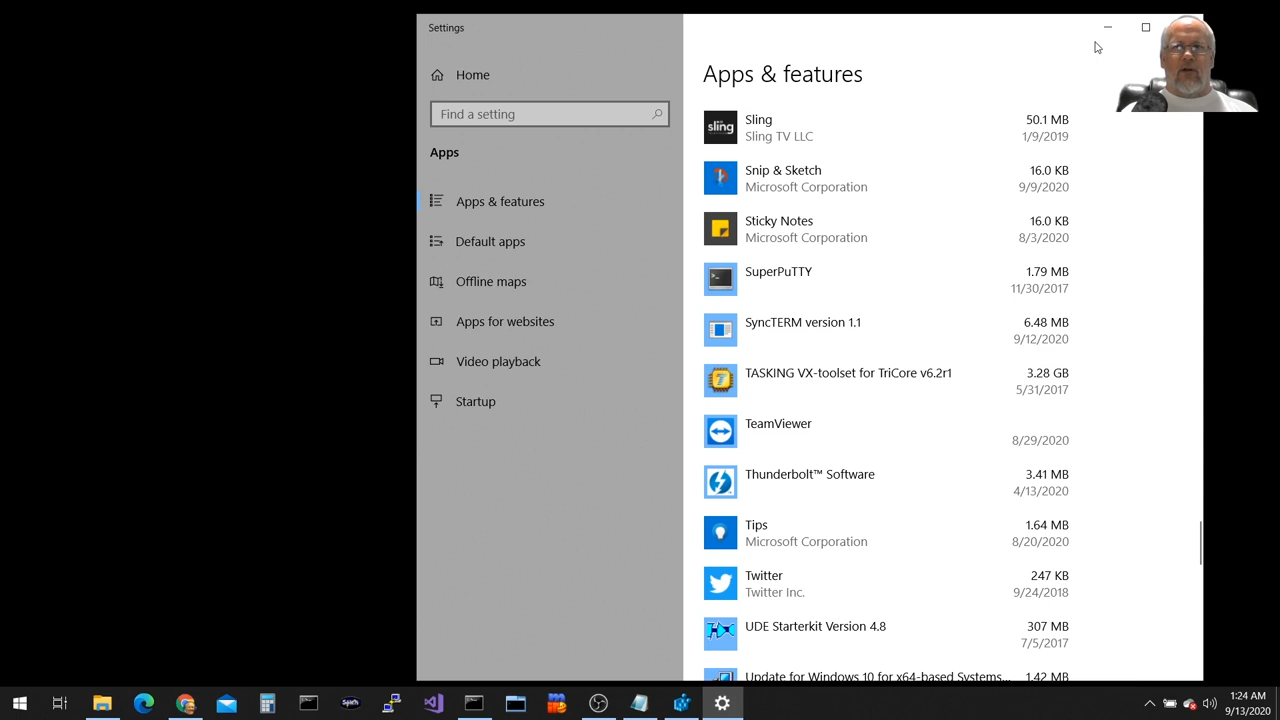 Settings
Home
Find a setting
Apps
Apps & features
Default apps
Offline maps
Apps for websites
Video playback
Startup
Apps & features
sling
Sling 50.1 MB
Sling TV LLC 1/9/2019
Snip & Sketch 16.0 KB
Microsoft Corporation 9/9/2020
Sticky Notes 16.0 KB
Microsoft Corporation 8/3/2020
SuperPuTTY 1.79 MB
11/30/2017
SyncTERM version 1.1 6.48 MB
9/12/2020
TASKING VX-toolset for TriCore v6.2r1 3.28 GB
5/31/2017
TeamViewer
8/29/2020
Thunderbolt™ Software 3.41 MB
4/13/2020
Tips 1.64 MB
Microsoft Corporation 8/20/2020
Twitter 247 KB
Twitter Inc. 9/24/2018
UDE Starterkit Version 4.8 307 MB
7/5/2017
Update for Windows 10 for x64-based Systems... 1.42 MB
1:24 AM
9/13/2020